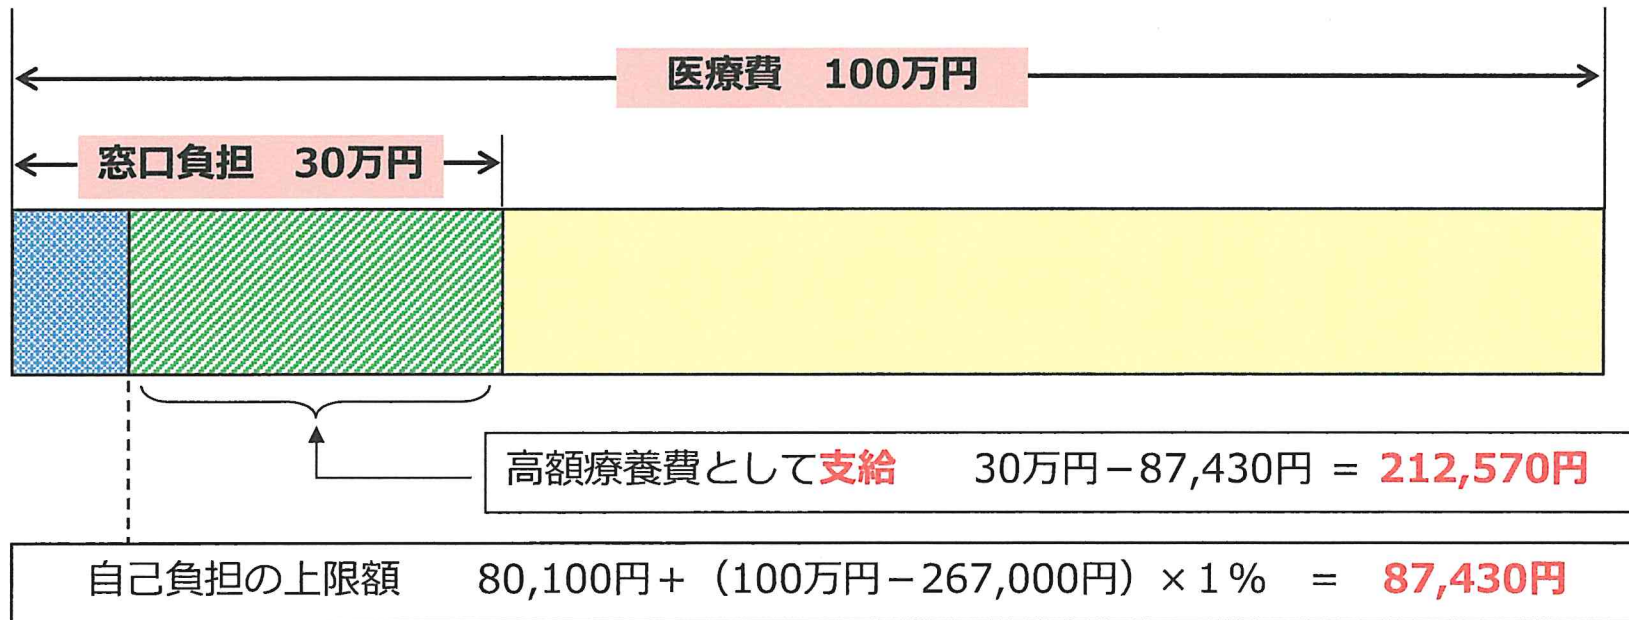 医療費　100万円
窓口負担　30万円
高額療養費として支給　30万円－87,430円 = 212,570円
自己負担の上限額　80,100円＋（100万円－267,000円）×1％ = 87,430円